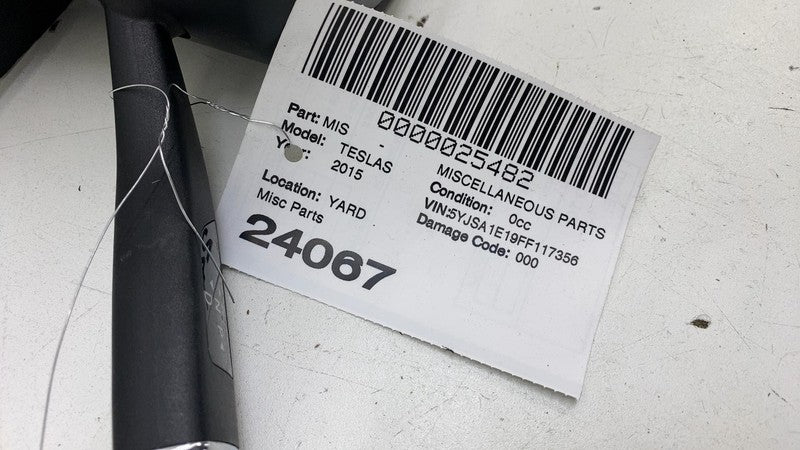 0000025482
Part: MIS - MISCELLANEOUS PARTS
Model: TESLAS
Condition: 0cc
2015
VIN:5YJSA1E19FF117356
Location: YARD
Damage Code: 000
Misc Parts
24067